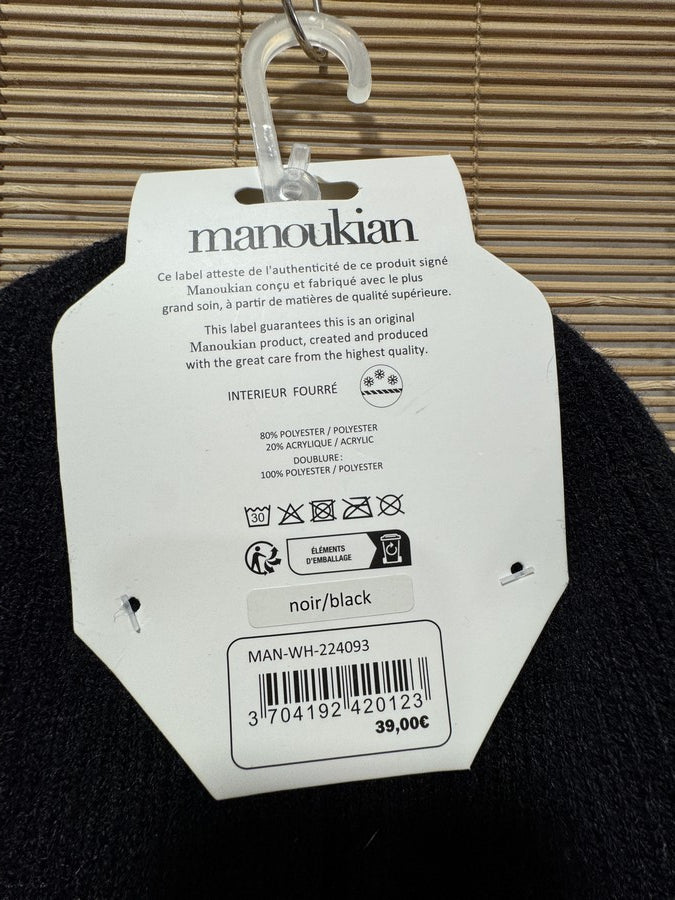 manoukian
Ce label atteste de l'authenticité de ce produit signé
Manoukian conçu et fabriqué avec le plus
grand soin, à partir de matières de qualité supérieure.
This label guarantees this is an original
Manoukian product, created and produced
with the great care from the highest quality.
INTERIEUR FOURRÉ
80% POLYESTER / POLYESTER
20% ACRYLIQUE / ACRYLIC
DOUBLURE :
100% POLYESTER / POLYESTER
30
ÉLÉMENTS
D'EMBALLAGE
noir/black
MAN-WH-224093
3 704192 420123
39,00€